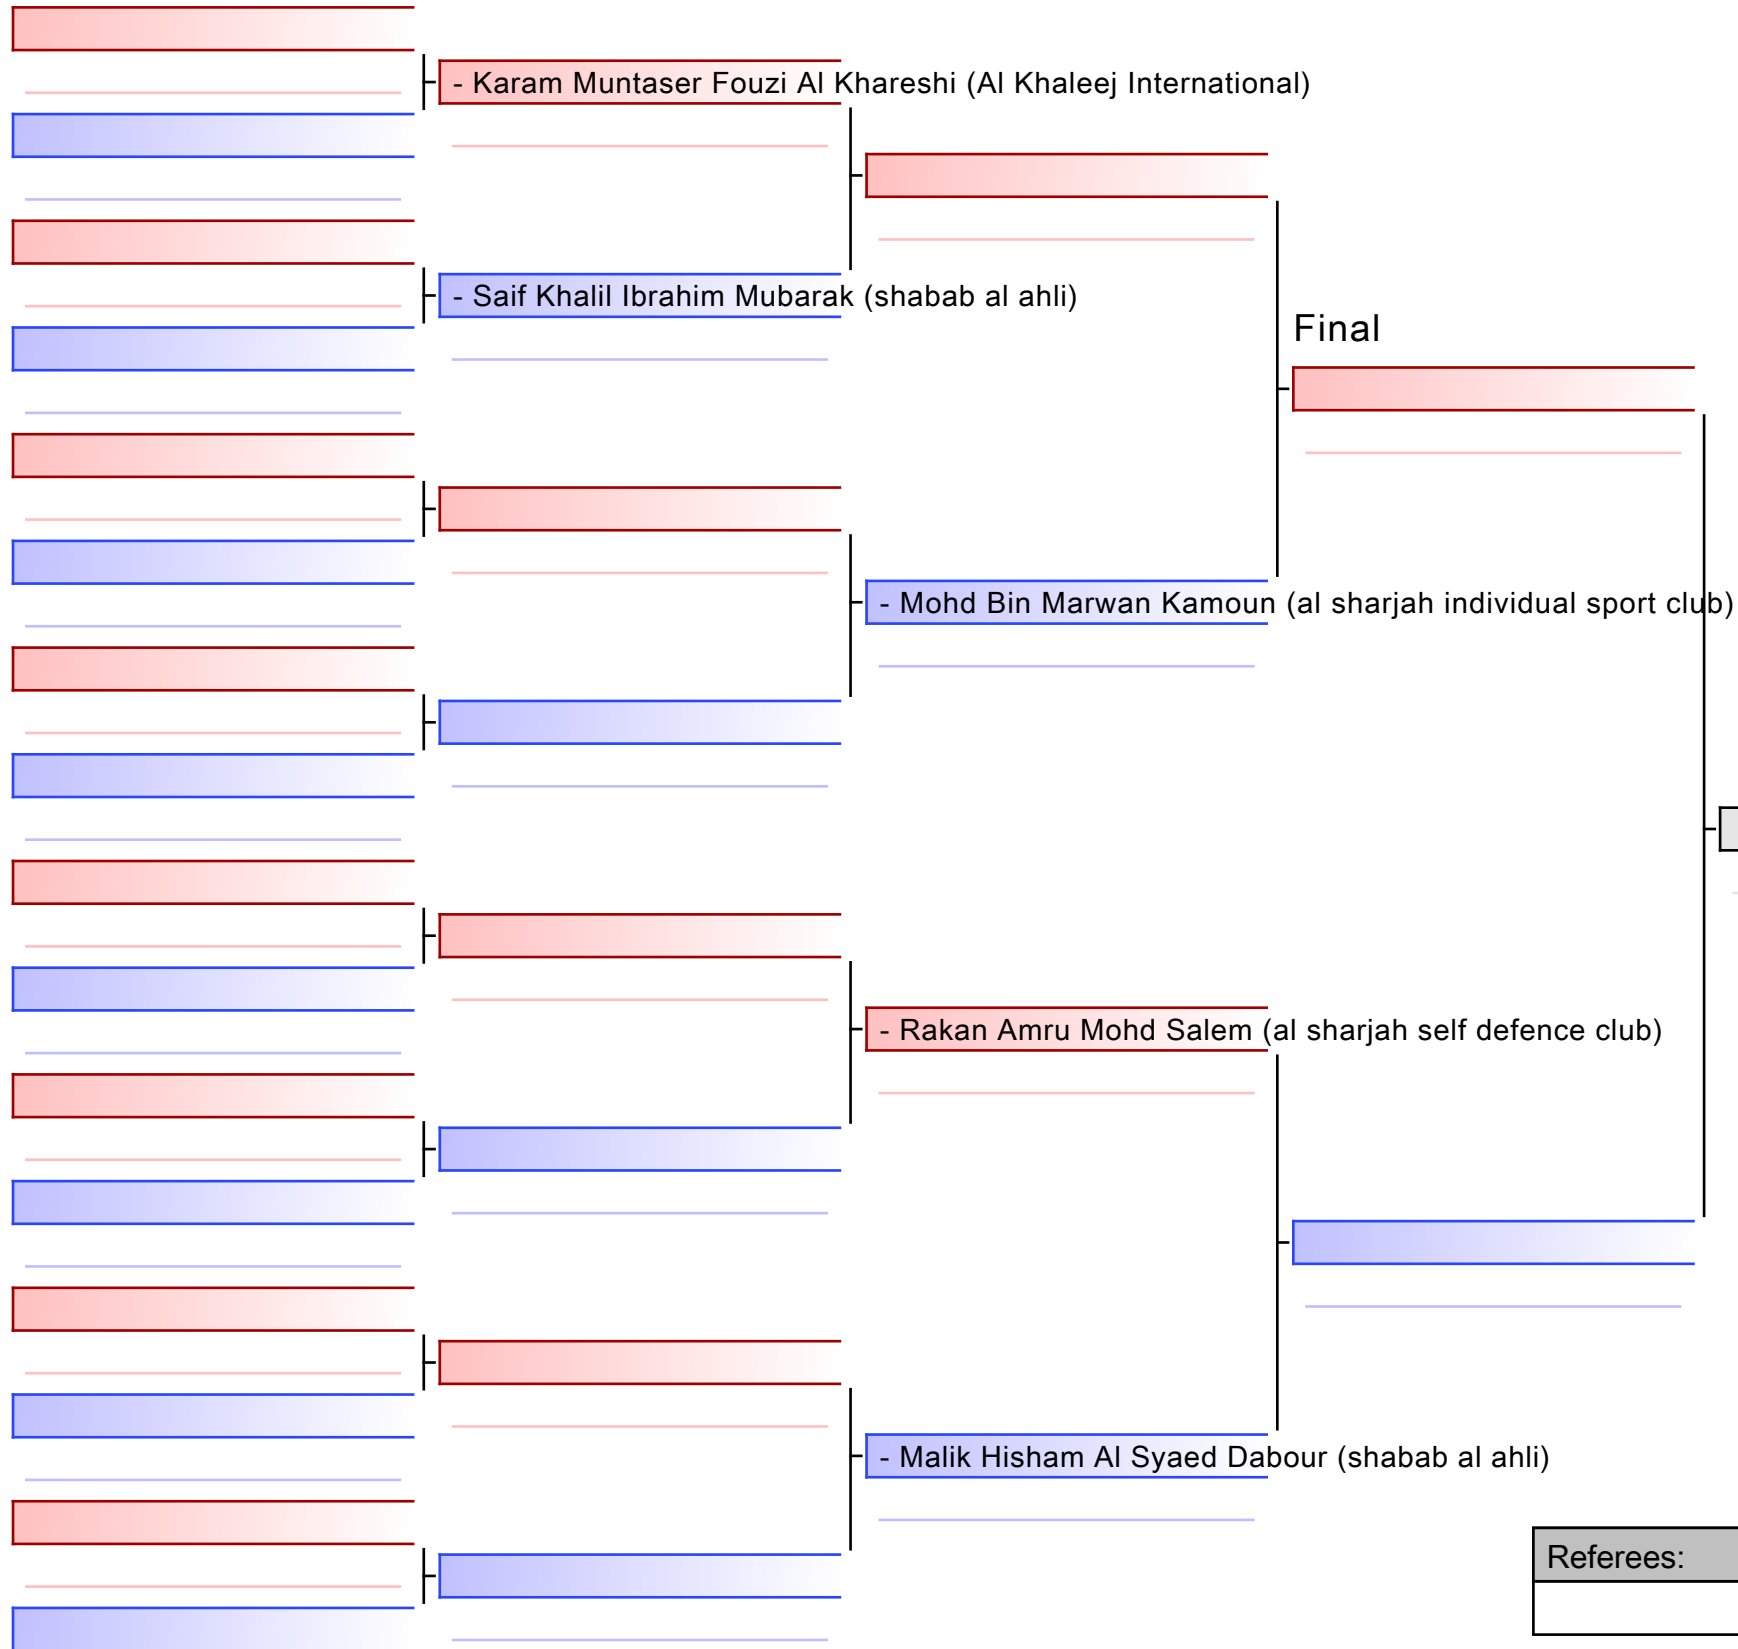 - Karam Muntaser Fouzi Al Khareshi (Al Khaleej International)
- Saif Khalil Ibrahim Mubarak (shabab al ahli)
Final
- Mohd Bin Marwan Kamoun (al sharjah individual sport club)
- Rakan Amru Mohd Salem (al sharjah self defence club)
- Malik Hisham Al Syaed Dabour (shabab al ahli)
Referees: